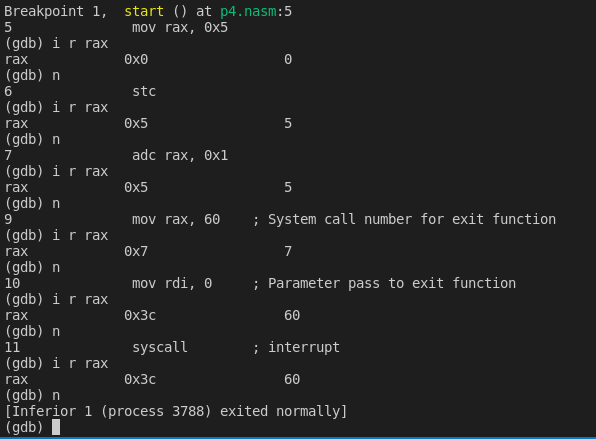 Breakpoint 1, start () at p4.nasm:5
5               mov rax, 0x5
(gdb) i r rax
rax            0x0                 0
(gdb) n
6               stc
(gdb) i r rax
rax            0x5                 5
(gdb) n
7               adc rax, 0x1
(gdb) i r rax
rax            0x5                 5
(gdb) n
9               mov rax, 60    ; System call number for exit function
(gdb) i r rax
rax            0x7                 7
(gdb) n
10              mov rdi, 0     ; Parameter pass to exit function
(gdb) i r rax
rax            0x3c                60
(gdb) n
11              syscall        ; interrupt
(gdb) i r rax
rax            0x3c                60
(gdb) n
[Inferior 1 (process 3788) exited normally]
(gdb)